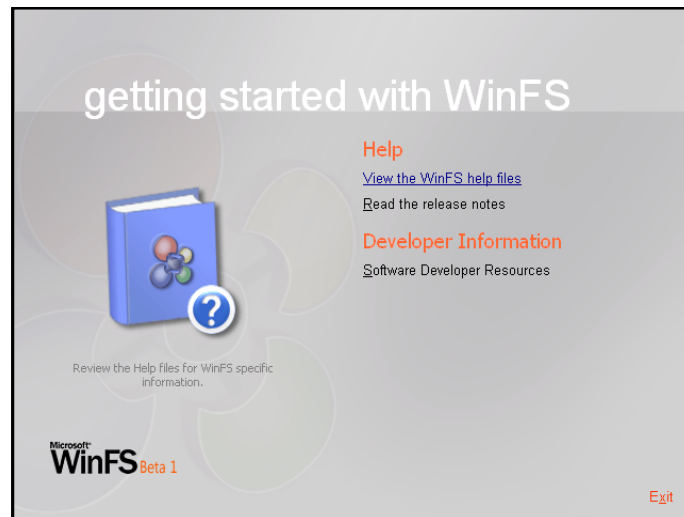 getting started with WinFS
Help
View the WinFS help files
Read the release notes
Developer Information
Software Developer Resources
?
Review the Help files for WinFS specific
information.
Microsoft
WinFS Beta 1
Exit